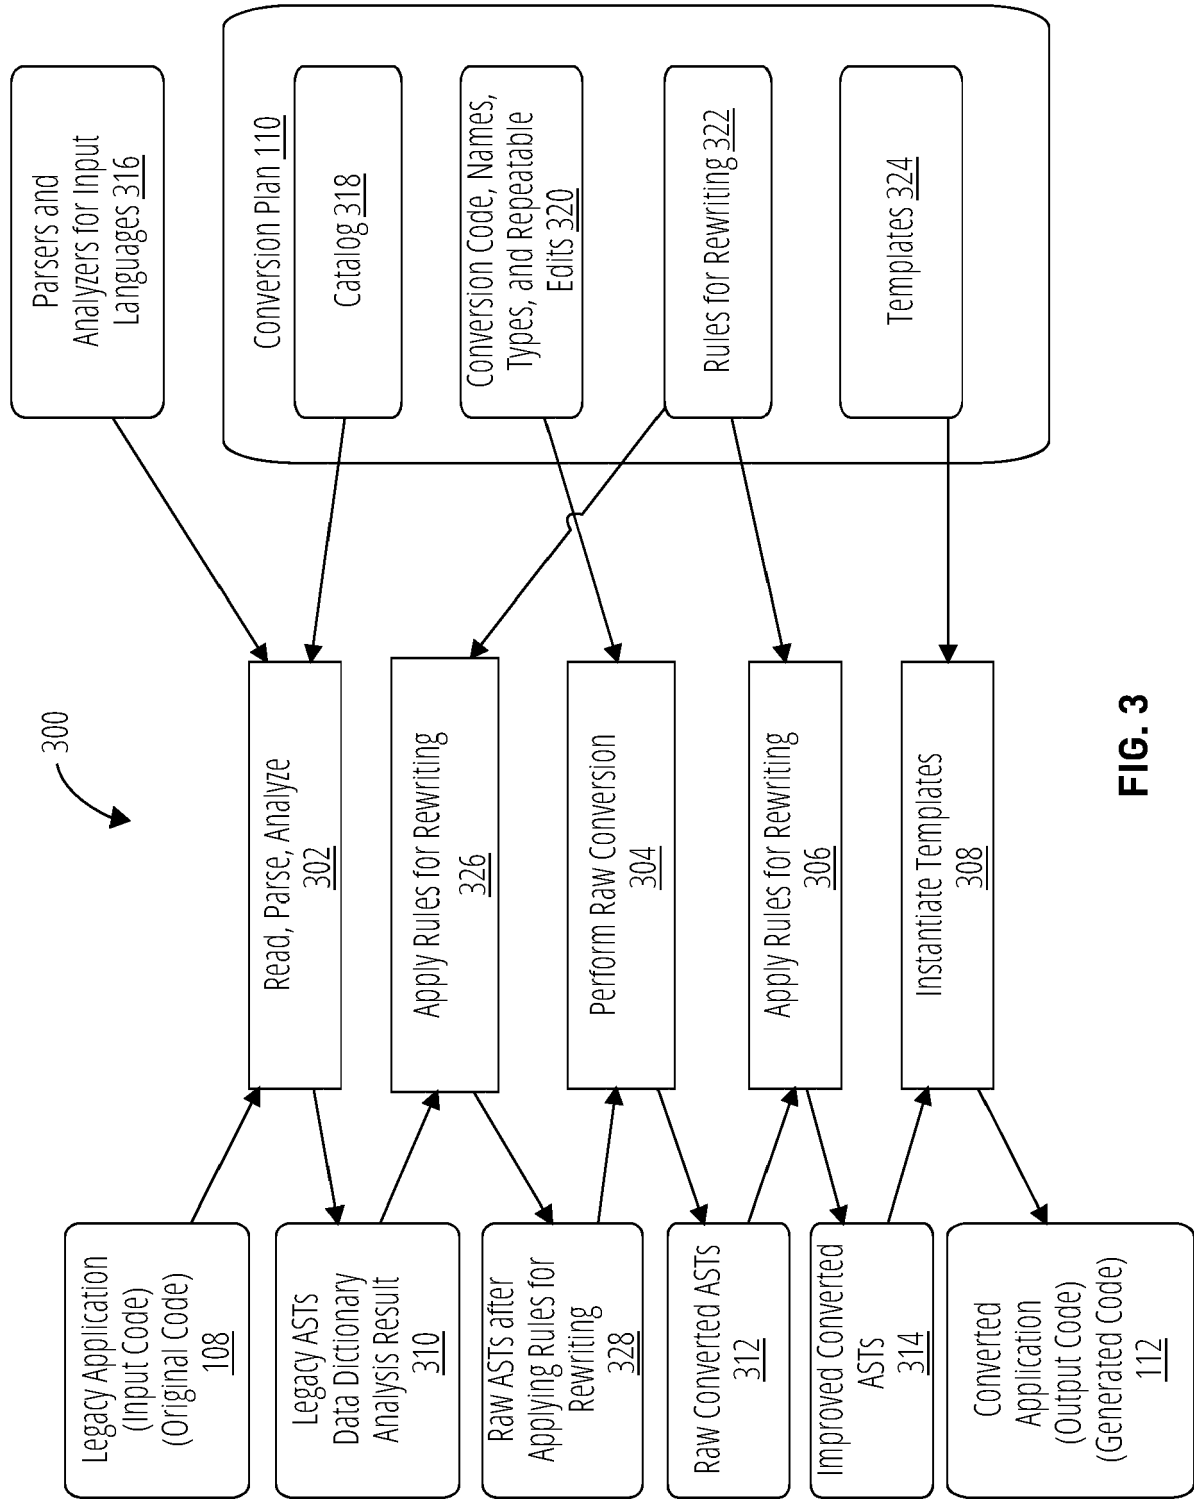 300
Legacy Application
(Input Code)
(Original Code)
108
Legacy ASTs
Data Dictionary
Analysis Result
310
Raw ASTs after
Applying Rules for
Rewriting
328
Raw Converted ASTs
312
Improved Converted
ASTs
314
Converted
Application
(Output Code)
(Generated Code)
112
Read, Parse, Analyze
302
Apply Rules for Rewriting
326
Perform Raw Conversion
304
Apply Rules for Rewriting
306
Instantiate Templates
308
Parsers and
Analyzers for Input
Languages 316
Conversion Plan 110
Catalog 318
Conversion Code, Names,
Types, and Repeatable
Edits 320
Rules for Rewriting 322
Templates 324
FIG. 3